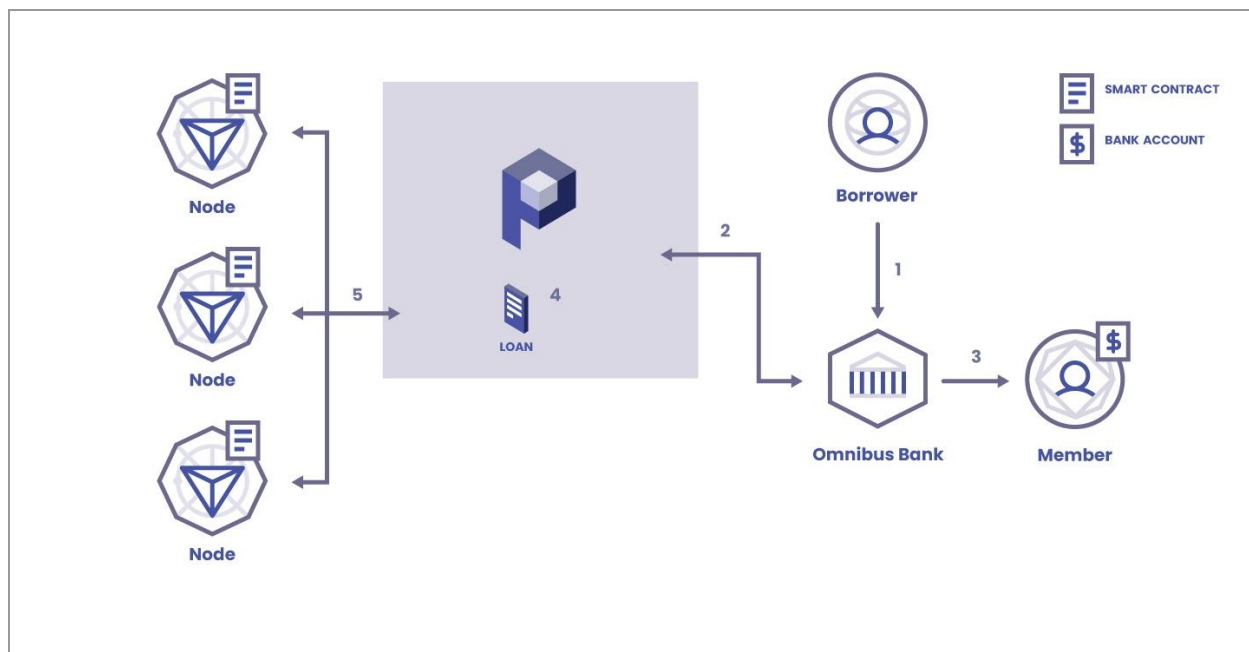 SMART CONTRACT
BANK ACCOUNT
Node
Borrower
2
1
5
4
LOAN
Node
3
Omnibus Bank
Member
Node